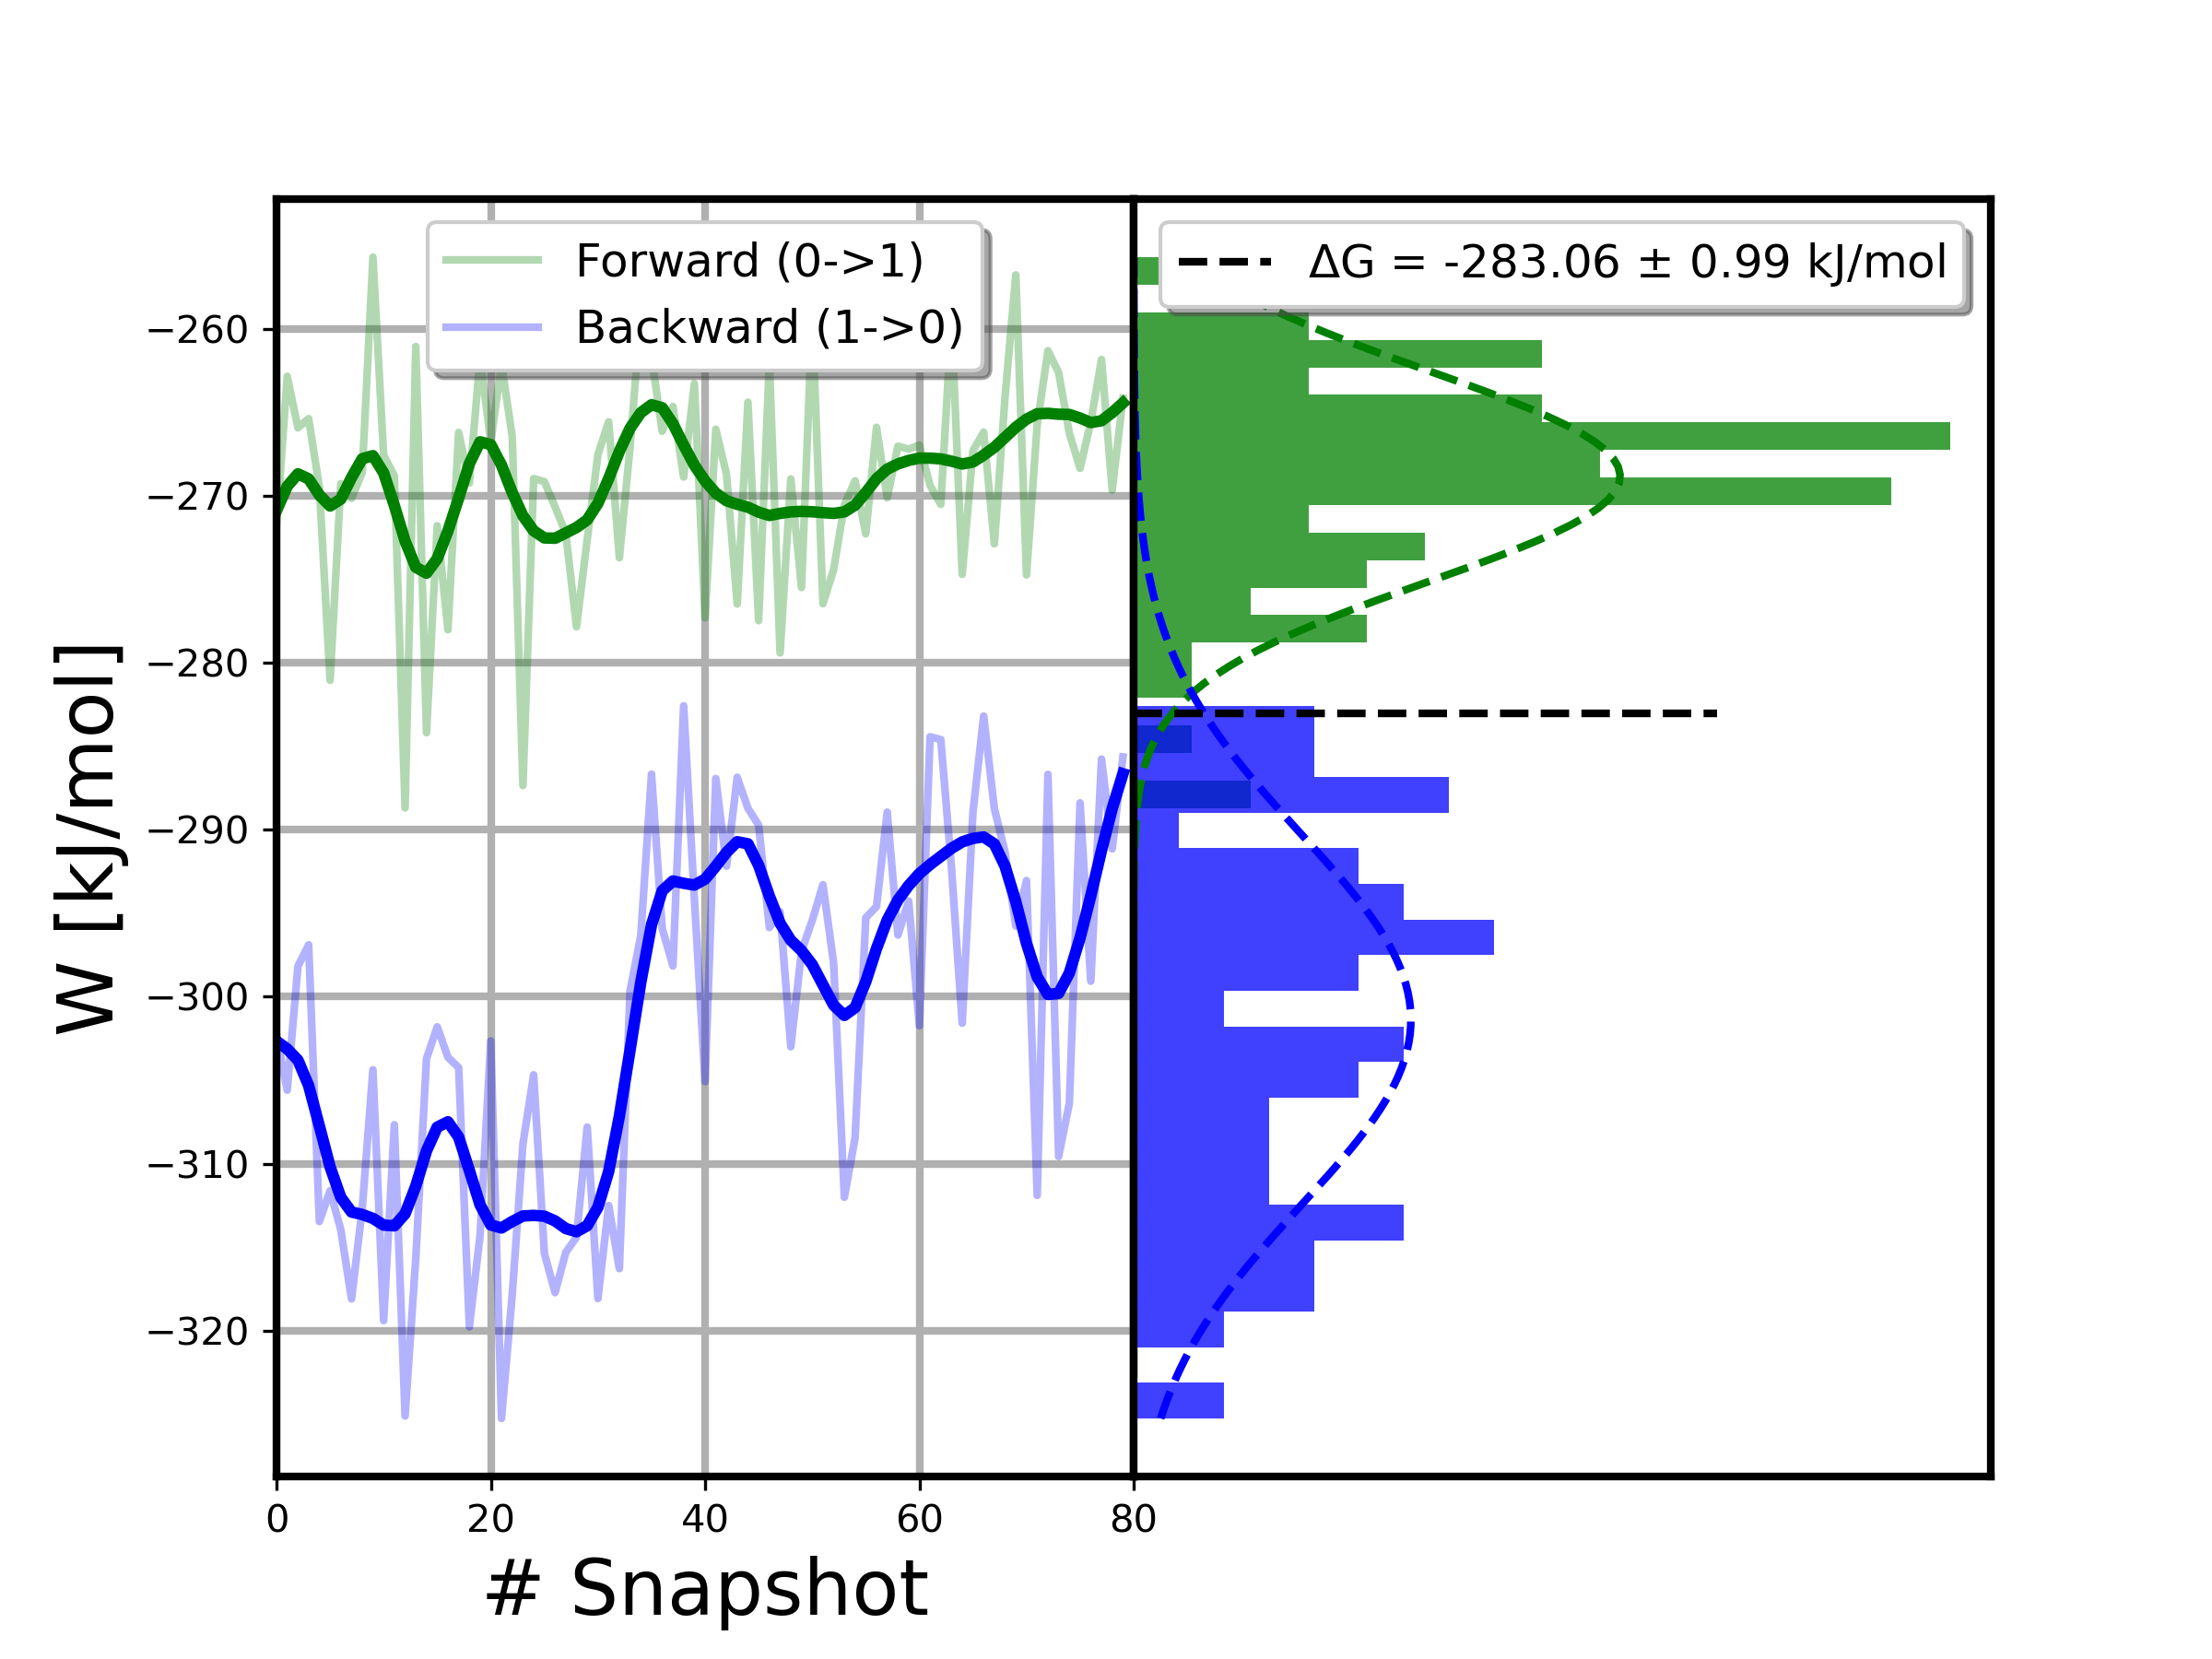 Forward (0->1)
Backward (1->0)
ΔG = -283.06 ± 0.99 kJ/mol
W [kJ/mol]
−260
−270
−280
−290
−300
−310
−320
0 20 40 60 80
# Snapshot